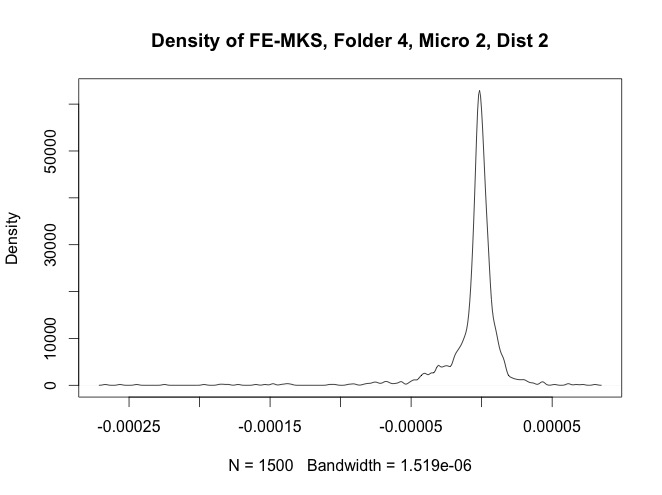 Density of FE-MKS, Folder 4, Micro 2, Dist 2
Density
50000
30000
10000
0
-0.00025 -0.00015 -0.00005 0.00005
N = 1500 Bandwidth = 1.519e-06